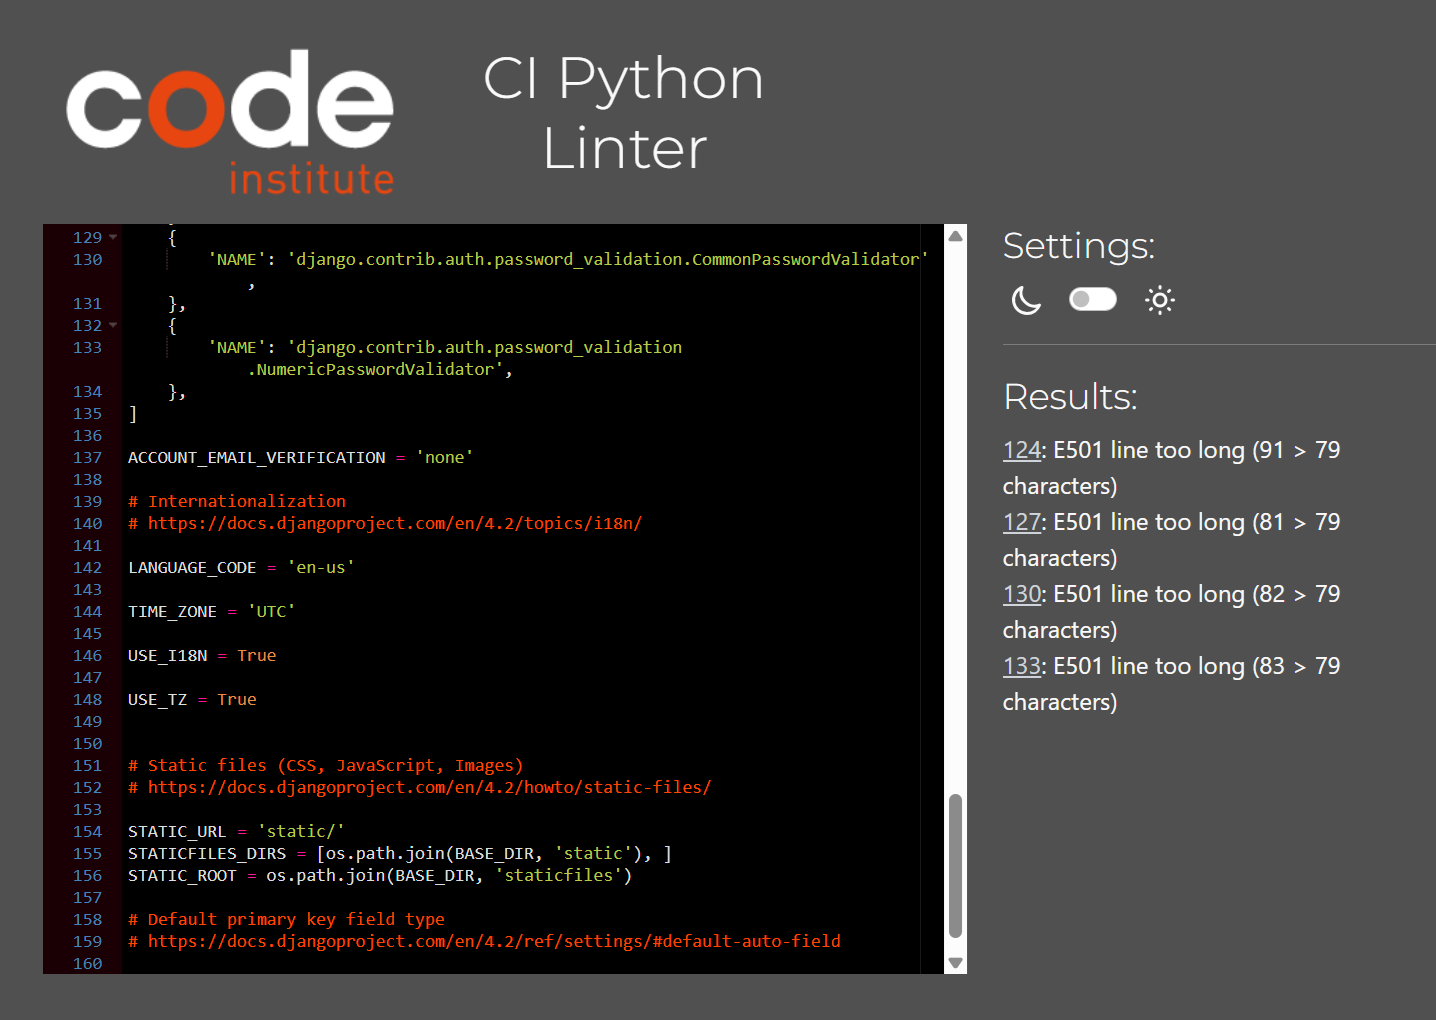 code
institute
CI Python
Linter
129 {
130 'NAME': 'django.contrib.auth.password_validation.CommonPasswordValidator'
,
131 },
132 {
133 'NAME': 'django.contrib.auth.password_validation
.NumericPasswordValidator',
134 },
135 ]
136
137 ACCOUNT_EMAIL_VERIFICATION = 'none'
138
139 # Internationalization
140 # https://docs.djangoproject.com/en/4.2/topics/i18n/
141
142 LANGUAGE_CODE = 'en-us'
143
144 TIME_ZONE = 'UTC'
145
146 USE_I18N = True
147
148 USE_TZ = True
149
150
151 # Static files (CSS, JavaScript, Images)
152 # https://docs.djangoproject.com/en/4.2/howto/static-files/
153
154 STATIC_URL = 'static/'
155 STATICFILES_DIRS = [os.path.join(BASE_DIR, 'static'), ]
156 STATIC_ROOT = os.path.join(BASE_DIR, 'staticfiles')
157
158 # Default primary key field type
159 # https://docs.djangoproject.com/en/4.2/ref/settings/#default-auto-field
160
Settings:
Results:
124: E501 line too long (91 > 79
characters)
127: E501 line too long (81 > 79
characters)
130: E501 line too long (82 > 79
characters)
133: E501 line too long (83 > 79
characters)